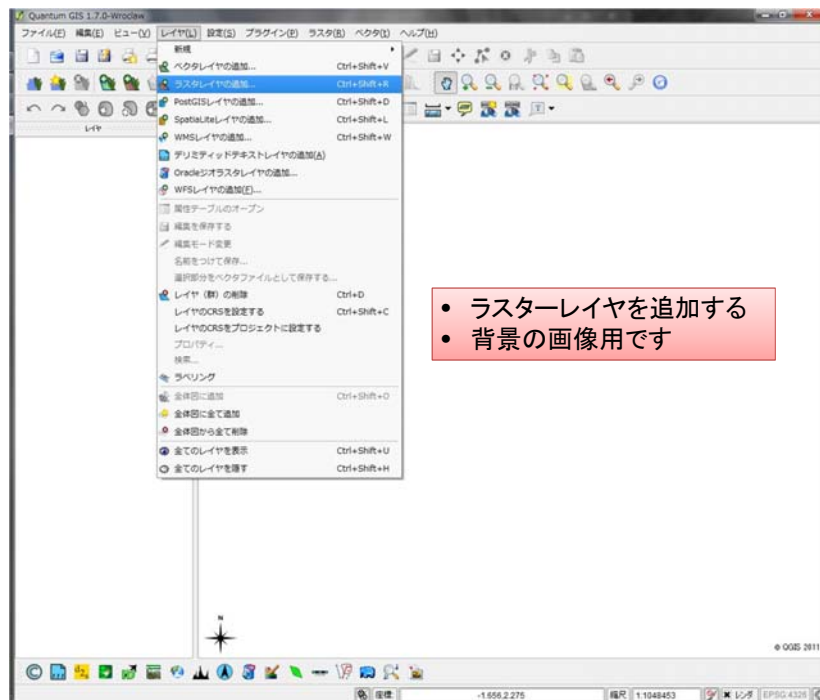 Quantum GIS 1.7.0-Wroclaw
ファイル(F) 編集(E) ビュー(V) レイヤ(L) 設定(S) プラグイン(P) ラスタ(R) ベクタ(t) ヘルプ(H)
新規
ベクタレイヤの追加... Ctrl+Shift+V
ラスタレイヤの追加... Ctrl+Shift+R
PostGISレイヤの追加... Ctrl+Shift+D
SpatiaLiteレイヤの追加... Ctrl+Shift+L
WMSレイヤの追加... Ctrl+Shift+W
デリミティッドテキストレイヤの追加(A)
Oracleジオラスタレイヤの追加...
WFSレイヤの追加(F)...
属性テーブルのオープン
編集を保存する
編集モード変更
名前をつけて保存...
選択部分をベクタファイルとして保存する...
レイヤ（群）の削除 Ctrl+D
レイヤのCRSを設定する Ctrl+Shift+C
レイヤのCRSをプロジェクトに設定する
プロパティ...
検索...
ラベリング
全体図に追加 Ctrl+Shift+O
全体図に全て追加
全体図から全て削除
全てのレイヤを表示 Ctrl+Shift+U
全てのレイヤを隠す Ctrl+Shift+H
レイヤ
• ラスターレイヤを追加する
• 背景の画像用です
N
© QGIS 2011
座標: -1.656,2.275 縮尺 1:1048453 レンダ EPSG:4326